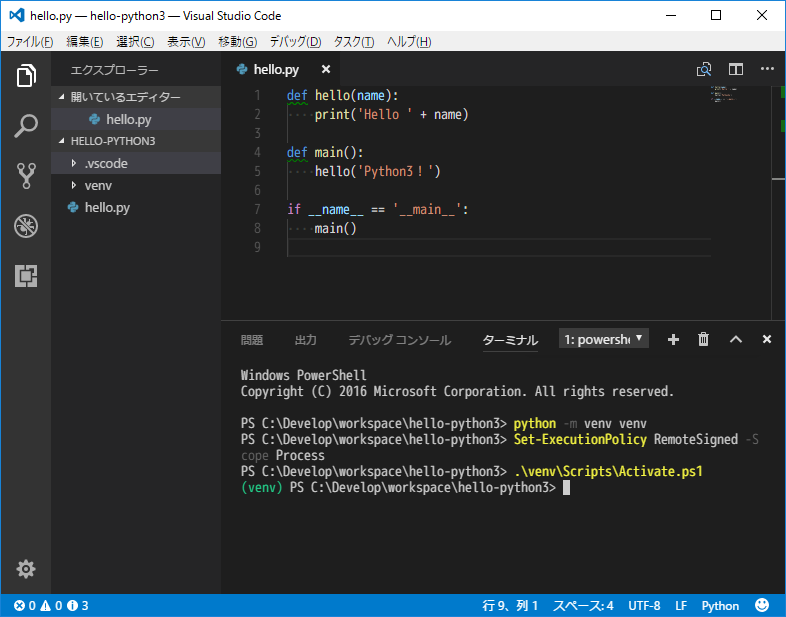 hello.py — hello-python3 — Visual Studio Code
ファイル(F) 編集(E) 選択(C) 表示(V) 移動(G) デバッグ(D) タスク(T) ヘルプ(H)
エクスプローラー
開いているエディター
hello.py
HELLO-PYTHON3
.vscode
venv
hello.py
hello.py
1 def hello(name):
2 ····print('Hello ' + name)
3
4 def main():
5 ····hello('Python3！')
6
7 if __name__ == '__main__':
8 ····main()
9
問題 出力 デバッグ コンソール ターミナル 1: powershe
Windows PowerShell
Copyright (C) 2016 Microsoft Corporation. All rights reserved.
PS C:\Develop\workspace\hello-python3> python -m venv venv
PS C:\Develop\workspace\hello-python3> Set-ExecutionPolicy RemoteSigned -S
cope Process
PS C:\Develop\workspace\hello-python3> .\venv\Scripts\Activate.ps1
(venv) PS C:\Develop\workspace\hello-python3>
0 0 3 行 9、列 1 スペース: 4 UTF-8 LF Python